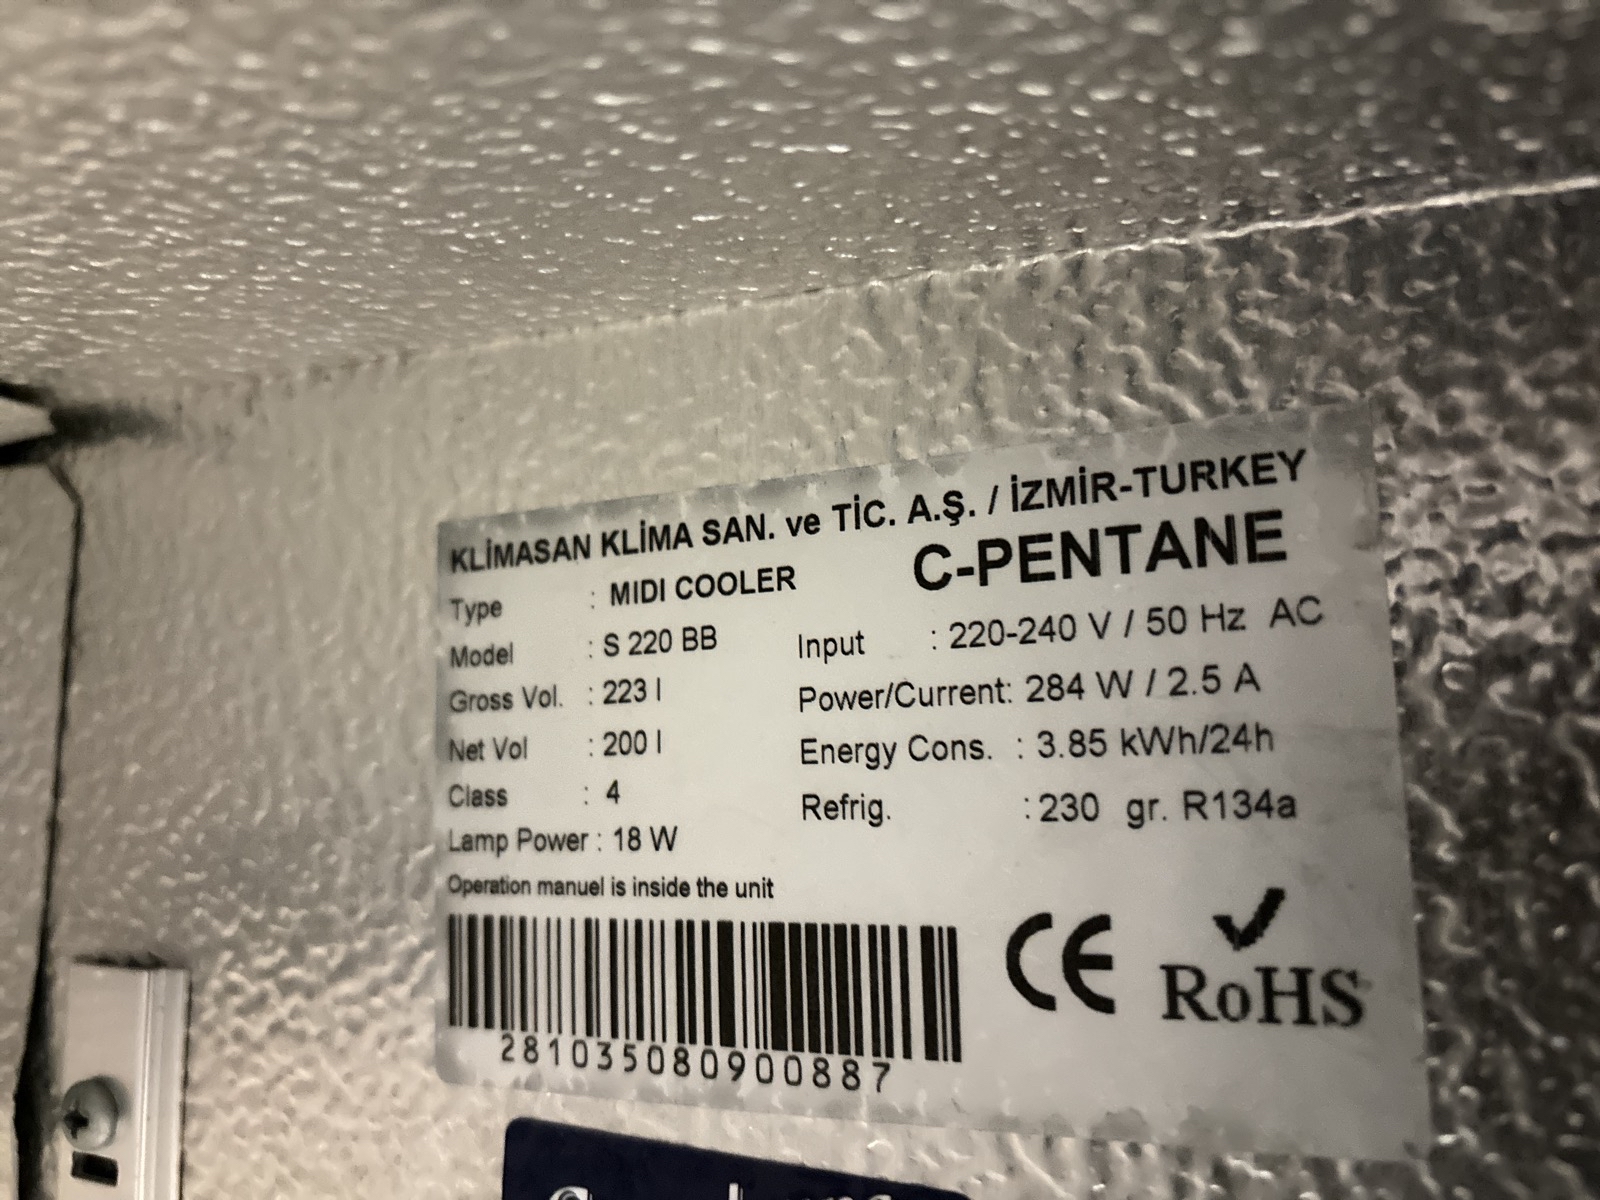 KLİMASAN KLİMA SAN. ve TİC. A.Ş. / İZMİR-TURKEY
C-PENTANE
Type : MIDI COOLER
Model : S 220 BB
Gross Vol. : 223 l
Net Vol : 200 l
Class : 4
Lamp Power : 18 W
Operation manuel is inside the unit
Input : 220-240 V / 50 Hz AC
Power/Current: 284 W / 2.5 A
Energy Cons. : 3.85 kWh/24h
Refrig. : 230 gr. R134a
281035080900887
CE
RoHS